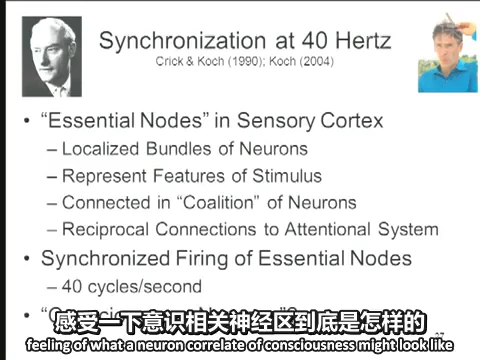 Synchronization at 40 Hertz
Crick & Koch (1990); Koch (2004)
• “Essential Nodes” in Sensory Cortex
– Localized Bundles of Neurons
– Represent Features of Stimulus
– Connected in “Coalition” of Neurons
– Reciprocal Connections to Attentional System
• Synchronized Firing of Essential Nodes
– 40 cycles/second
感受一下意识相关神经区到底是怎样的
feeling of what a neuron correlate of consciousness might look like